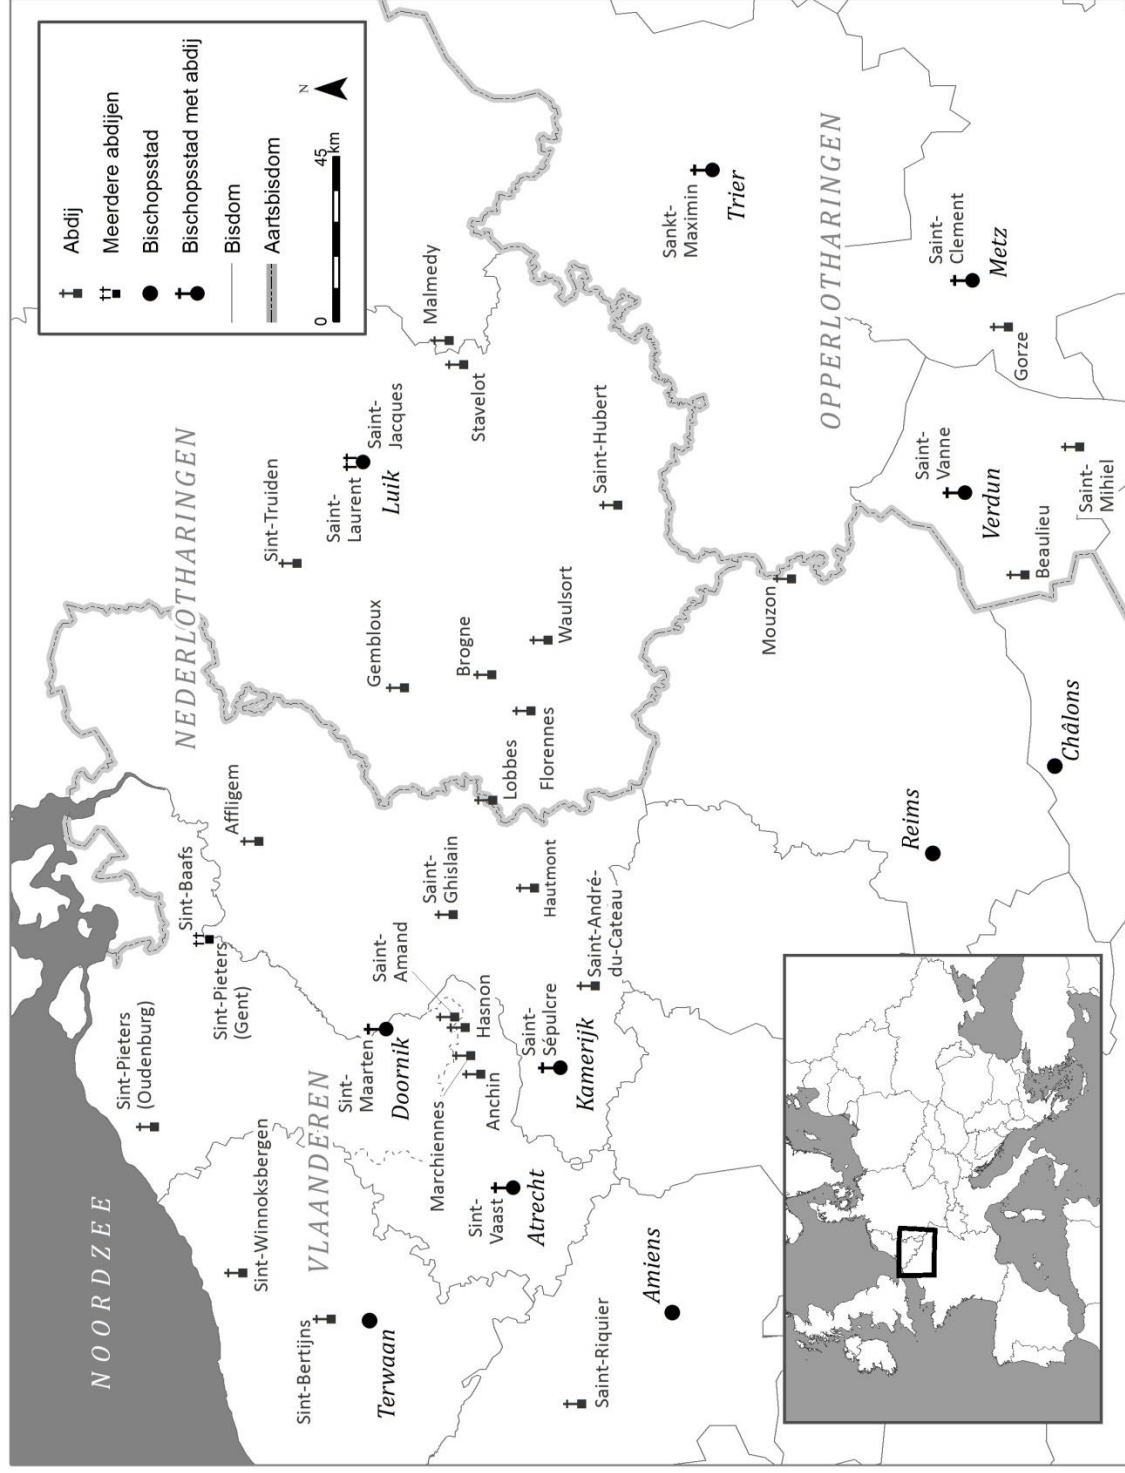 NOORDZEE
NEDERLOTHARINGEN
VLAANDEREN
OPPERLOTHARINGEN
Abdij
Meerdere abdijen
Bischopsstad
Bischopsstad met abdij
Bisdom
Aartsbisdom
0
45
km
N
Sint-Pieters
(Oudenburg)
Sint-Baafs
Sint-Pieters
(Gent)
Affligem
Sint-Winnoksbergen
Sint-Truiden
Sint-Bertijns
Terwaan
Sint-
Maarten
Doornik
Saint-
Laurent
Saint-
Jacques
Luik
Gembloux
Saint-
Amand
Saint-
Ghislain
Malmedy
Stavelot
Marchiennes
Hasnon
Anchin
Brogne
Lobbes
Florennes
Waulsort
Sint-
Vaast
Atrecht
Saint-
Sépulcre
Kamerijk
Hautmont
Saint-André-
du-Cateau
Saint-Hubert
Saint-Riquier
Amiens
Sankt-
Maximin
Trier
Mouzon
Reims
Châlons
Saint-
Vanne
Verdun
Beaulieu
Saint-
Mihiel
Saint-
Clement
Metz
Gorze